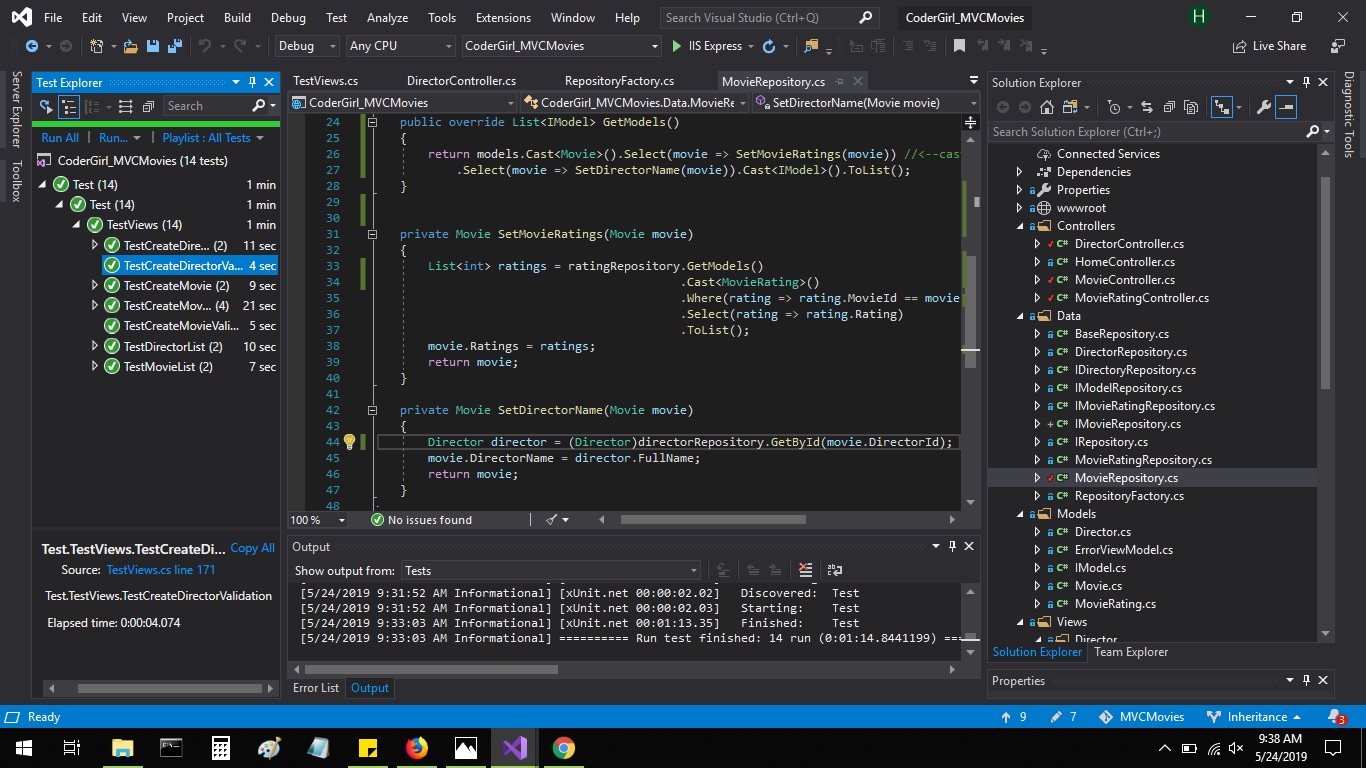 File Edit View Project Build Debug Test Analyze Tools Extensions Window Help Search Visual Studio (Ctrl+Q) CoderGirl_MVCMovies H
Debug Any CPU CoderGirl_MVCMovies IIS Express Live Share
Server Explorer
Toolbox
Test Explorer
Search
Run All Run... Playlist : All Tests
CoderGirl_MVCMovies (14 tests)
Test (14) 1 min
Test (14) 1 min
TestViews (14) 1 min
TestCreateDire... (2) 11 sec
TestCreateDirectorVa... 4 sec
TestCreateMovie (2) 9 sec
TestCreateMov... (4) 21 sec
TestCreateMovieVali... 5 sec
TestDirectorList (2) 10 sec
TestMovieList (2) 7 sec
Test.TestViews.TestCreateDi... Copy All
Source: TestViews.cs line 171
Test.TestViews.TestCreateDirectorValidation
Elapsed time: 0:00:04.074
TestViews.cs DirectorController.cs RepositoryFactory.cs MovieRepository.cs
CoderGirl_MVCMovies CoderGirl_MVCMovies.Data.MovieRe SetDirectorName(Movie movie)
24 public override List<IModel> GetModels()
25 {
26 return models.Cast<Movie>().Select(movie => SetMovieRatings(movie)) //<--cas
27 .Select(movie => SetDirectorName(movie)).Cast<IModel>().ToList();
28 }
29
30
31 private Movie SetMovieRatings(Movie movie)
32 {
33 List<int> ratings = ratingRepository.GetModels()
34 .Cast<MovieRating>()
35 .Where(rating => rating.MovieId == movie
36 .Select(rating => rating.Rating)
37 .ToList();
38 movie.Ratings = ratings;
39 return movie;
40 }
41
42 private Movie SetDirectorName(Movie movie)
43 {
44 Director director = (Director)directorRepository.GetById(movie.DirectorId);
45 movie.DirectorName = director.FullName;
46 return movie;
47 }
48
100 % No issues found
Output
Show output from: Tests
[5/24/2019 9:31:52 AM Informational] [xUnit.net 00:00:02.02] Discovered: Test
[5/24/2019 9:31:52 AM Informational] [xUnit.net 00:00:02.03] Starting: Test
[5/24/2019 9:33:03 AM Informational] [xUnit.net 00:01:13.35] Finished: Test
[5/24/2019 9:33:03 AM Informational] ========== Run test finished: 14 run (0:01:14.8441199) ===
Error List Output
Solution Explorer
Search Solution Explorer (Ctrl+;)
Connected Services
Dependencies
Properties
wwwroot
Controllers
C# DirectorController.cs
C# HomeController.cs
C# MovieController.cs
C# MovieRatingController.cs
Data
C# BaseRepository.cs
C# DirectorRepository.cs
C# IDirectoryRepository.cs
C# IModelRepository.cs
C# IMovieRatingRepository.cs
C# IMovieRepository.cs
C# IRepository.cs
C# MovieRatingRepository.cs
C# MovieRepository.cs
C# RepositoryFactory.cs
Models
C# Director.cs
C# ErrorViewModel.cs
C# IModel.cs
C# Movie.cs
C# MovieRating.cs
Views
Director
Solution Explorer Team Explorer
Properties
Diagnostic Tools
Ready 9 7 MVCMovies Inheritance 3
9:38 AM
5/24/2019